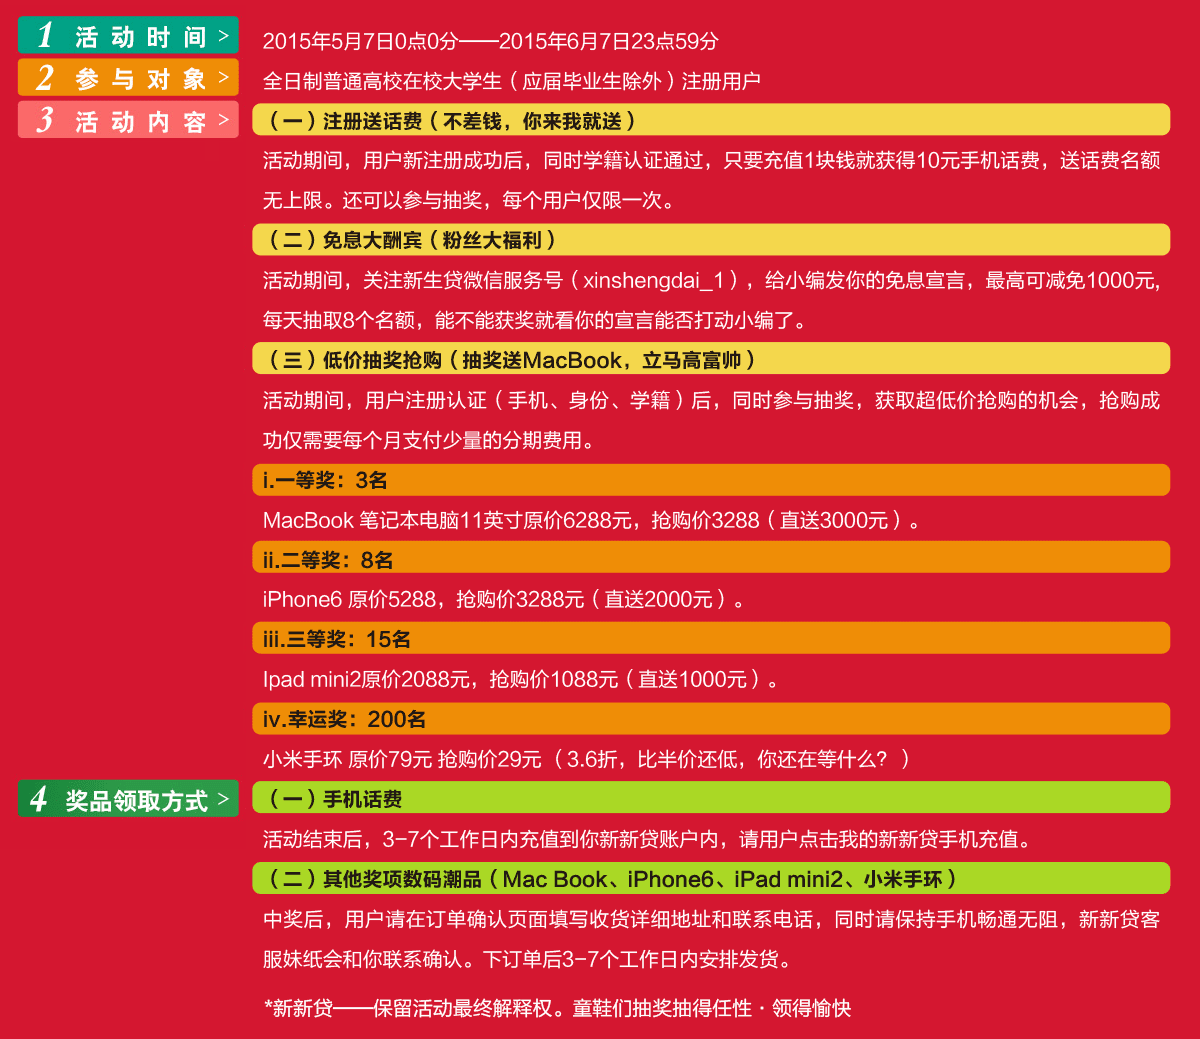 1 活动时间 >
2015年5月7日0点0分——2015年6月7日23点59分
2 参与对象 >
全日制普通高校在校大学生（应届毕业生除外）注册用户
3 活动内容 >
（一）注册送话费（不差钱，你来我就送）
活动期间，用户新注册成功后，同时学籍认证通过，只要充值1块钱就获得10元手机话费，送话费名额
无上限。还可以参与抽奖，每个用户仅限一次。
（二）免息大酬宾（粉丝大福利）
活动期间，关注新生贷微信服务号（xinshengdai_1），给小编发你的免息宣言，最高可减免1000元，
每天抽取8个名额，能不能获奖就看你的宣言能否打动小编了。
（三）低价抽奖抢购（抽奖送MacBook，立马高富帅）
活动期间，用户注册认证（手机、身份、学籍）后，同时参与抽奖，获取超低价抢购的机会，抢购成
功仅需要每个月支付少量的分期费用。
i.一等奖：3名
MacBook 笔记本电脑11英寸原价6288元，抢购价3288（直送3000元）。
ii.二等奖：8名
iPhone6 原价5288，抢购价3288元（直送2000元）。
iii.三等奖：15名
Ipad mini2原价2088元，抢购价1088元（直送1000元）。
iv.幸运奖：200名
小米手环 原价79元 抢购价29元（3.6折，比半价还低，你还在等什么？）
4 奖品领取方式 >
（一）手机话费
活动结束后，3-7个工作日内充值到你新新贷账户内，请用户点击我的新新贷手机充值。
（二）其他奖项数码潮品（Mac Book、iPhone6、iPad mini2、小米手环）
中奖后，用户请在订单确认页面填写收货详细地址和联系电话，同时请保持手机畅通无阻，新新贷客
服妹纸会和你联系确认。下订单后3-7个工作日内安排发货。
*新新贷——保留活动最终解释权。童鞋们抽奖抽得任性·领得愉快